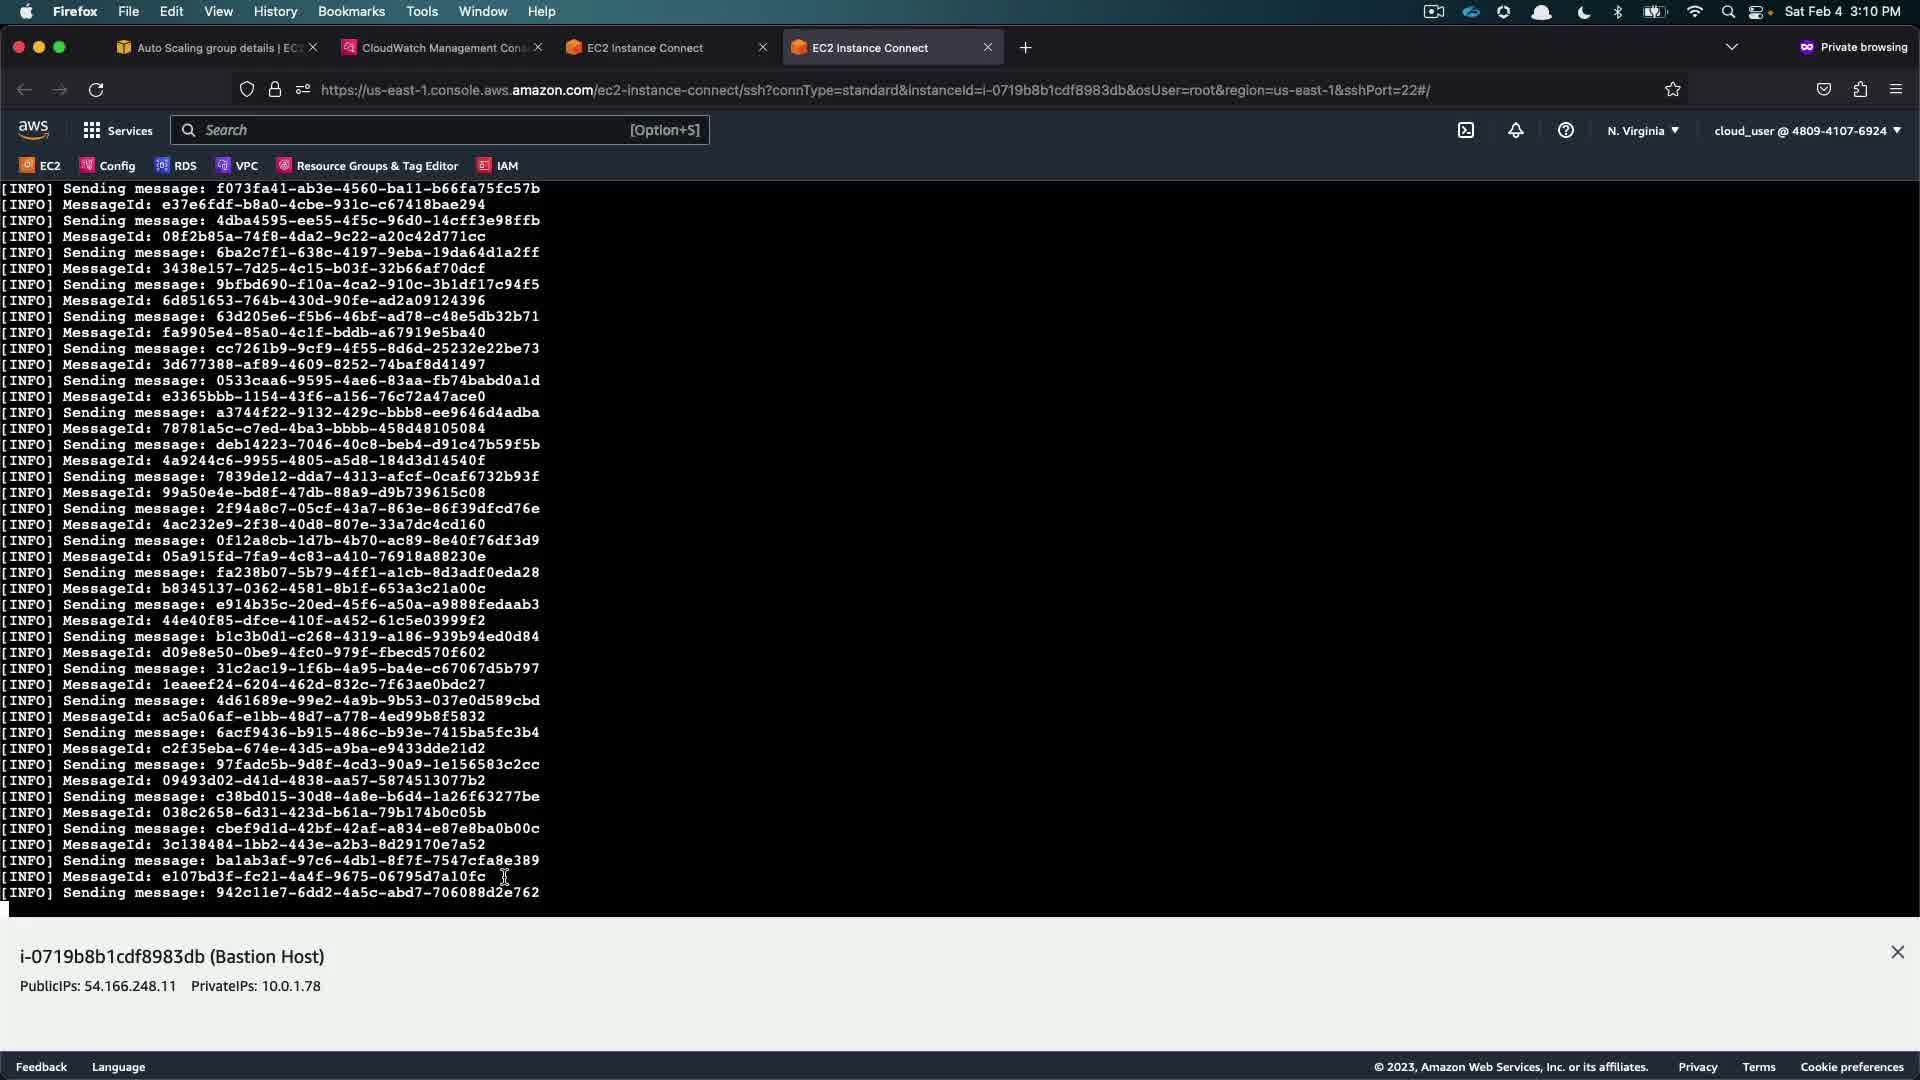 Firefox File Edit View History Bookmarks Tools Window Help Sat Feb 4 3:10 PM
Auto Scaling group details | EC2 CloudWatch Management Con EC2 Instance Connect EC2 Instance Connect Private browsing
https://us-east-1.console.aws.amazon.com/ec2-instance-connect/ssh?connType=standard&instanceId=i-0719b8b1cdf8983db&osUser=root&region=us-east-1&sshPort=22#/
aws Services Search [Option+S] N. Virginia cloud_user @ 4809-4107-6924
EC2 Config RDS VPC Resource Groups & Tag Editor IAM
[INFO] Sending message: f073fa41-ab3e-4560-ba11-b66fa75fc57b
[INFO] MessageId: e37e6fdf-b8a0-4cbe-931c-c67418bae294
[INFO] Sending message: 4dba4595-ee55-4f5c-96d0-14cff3e98ffb
[INFO] MessageId: 08f2b85a-74f8-4da2-9c22-a20c42d771cc
[INFO] Sending message: 6ba2c7f1-638c-4197-9eba-19da64d1a2ff
[INFO] MessageId: 3438e157-7d25-4c15-b03f-32b66af70dcf
[INFO] Sending message: 9bfbd690-f10a-4ca2-910c-3b1df17c94f5
[INFO] MessageId: 6d851653-764b-430d-90fe-ad2a09124396
[INFO] Sending message: 63d205e6-f5b6-46bf-ad78-c48e5db32b71
[INFO] MessageId: fa9905e4-85a0-4c1f-bddb-a67919e5ba40
[INFO] Sending message: cc7261b9-9cf9-4f55-8d6d-25232e22be73
[INFO] MessageId: 3d677388-af89-4609-8252-74baf8d41497
[INFO] Sending message: 0533caa6-9595-4ae6-83aa-fb74babd0a1d
[INFO] MessageId: e3365bbb-1154-43f6-a156-76c72a47ace0
[INFO] Sending message: a3744f22-9132-429c-bbb8-ee9646d4adba
[INFO] MessageId: 78781a5c-c7ed-4ba3-bbbb-458d48105084
[INFO] Sending message: deb14223-7046-40c8-beb4-d91c47b59f5b
[INFO] MessageId: 4a9244c6-9955-4805-a5d8-184d3d14540f
[INFO] Sending message: 7839de12-dda7-4313-afcf-0caf6732b93f
[INFO] MessageId: 99a50e4e-bd8f-47db-88a9-d9b739615c08
[INFO] Sending message: 2f94a8c7-05cf-43a7-863e-86f39dfcd76e
[INFO] MessageId: 4ac232e9-2f38-40d8-807e-33a7dc4cd160
[INFO] Sending message: 0f12a8cb-1d7b-4b70-ac89-8e40f76df3d9
[INFO] MessageId: 05a915fd-7fa9-4c83-a410-76918a88230e
[INFO] Sending message: fa238b07-5b79-4ff1-a1cb-8d3adf0eda28
[INFO] MessageId: b8345137-0362-4581-8b1f-653a3c21a00c
[INFO] Sending message: e914b35c-20ed-45f6-a50a-a9888fedaab3
[INFO] MessageId: 44e40f85-dfce-410f-a452-61c5e03999f2
[INFO] Sending message: b1c3b0d1-c268-4319-a186-939b94ed0d84
[INFO] MessageId: d09e8e50-0be9-4fc0-979f-fbecd570f602
[INFO] Sending message: 31c2ac19-1f6b-4a95-ba4e-c67067d5b797
[INFO] MessageId: 1eaeef24-6204-462d-832c-7f63ae0bdc27
[INFO] Sending message: 4d61689e-99e2-4a9b-9b53-037e0d589cbd
[INFO] MessageId: ac5a06af-e1bb-48d7-a778-4ed99b8f5832
[INFO] Sending message: 6acf9436-b915-486c-b93e-7415ba5fc3b4
[INFO] MessageId: c2f35eba-674e-43d5-a9ba-e9433dde21d2
[INFO] Sending message: 97fadc5b-9d8f-4cd3-90a9-1e156583c2cc
[INFO] MessageId: 09493d02-d41d-4838-aa57-5874513077b2
[INFO] Sending message: c38bd015-30d8-4a8e-b6d4-1a26f63277be
[INFO] MessageId: 038c2658-6d31-423d-b61a-79b174b0c05b
[INFO] Sending message: cbef9d1d-42bf-42af-a834-e87e8ba0b00c
[INFO] MessageId: 3c138484-1bb2-443e-a2b3-8d29170e7a52
[INFO] Sending message: ba1ab3af-97c6-4db1-8f7f-7547cfa8e389
[INFO] MessageId: e107bd3f-fc21-4a4f-9675-06795d7a10fc
[INFO] Sending message: 942c11e7-6dd2-4a5c-abd7-706088d2e762
i-0719b8b1cdf8983db (Bastion Host)
PublicIPs: 54.166.248.11 PrivateIPs: 10.0.1.78
Feedback Language © 2023, Amazon Web Services, Inc. or its affiliates. Privacy Terms Cookie preferences